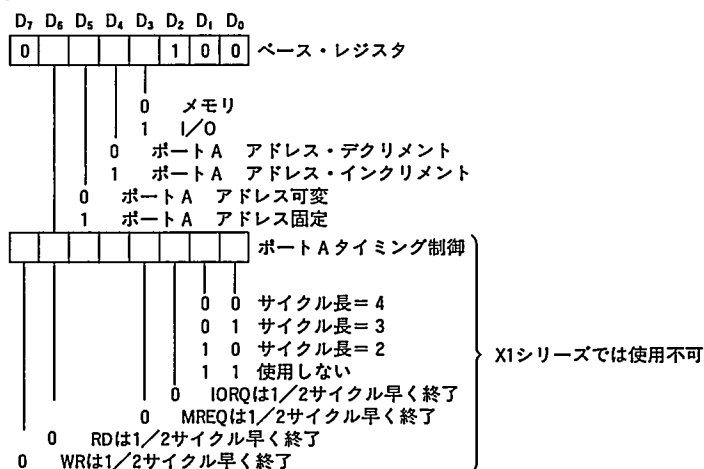 D₇ D₆ D₅ D₄ D₃ D₂ D₁ D₀
0 1 0 0 ベース・レジスタ
0 メモリ
1 I／O
0 ポートA アドレス・デクリメント
1 ポートA アドレス・インクリメント
0 ポートA アドレス可変
1 ポートA アドレス固定
ポートAタイミング制御
0 0 サイクル長＝4
0 1 サイクル長＝3
1 0 サイクル長＝2
1 1 使用しない
X1シリーズでは使用不可
0 IORQは1／2サイクル早く終了
0 MREQは1／2サイクル早く終了
0 RDは1／2サイクル早く終了
0 WRは1／2サイクル早く終了